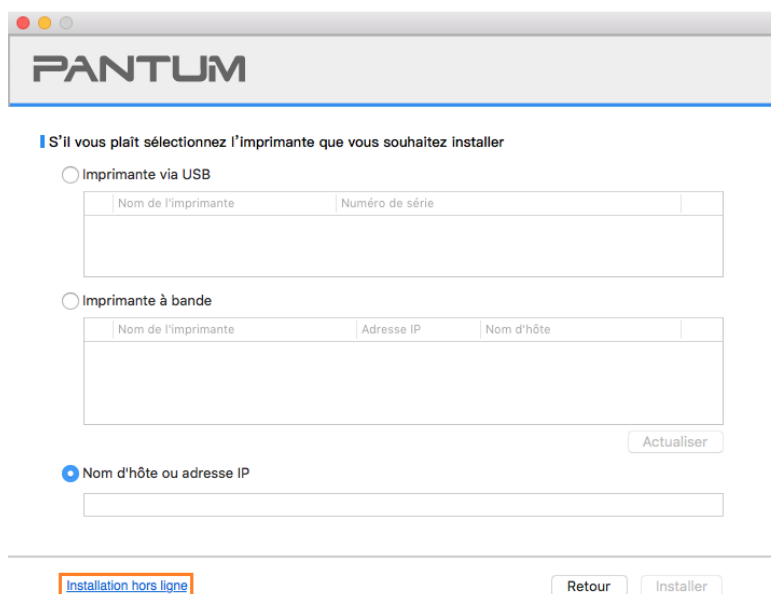 PANTUM
S'il vous plaît sélectionnez l'imprimante que vous souhaitez installer
Imprimante via USB
Nom de l'imprimante Numéro de série
Imprimante à bande
Nom de l'imprimante Adresse IP Nom d'hôte
Actualiser
Nom d'hôte ou adresse IP
Installation hors ligne Retour Installer